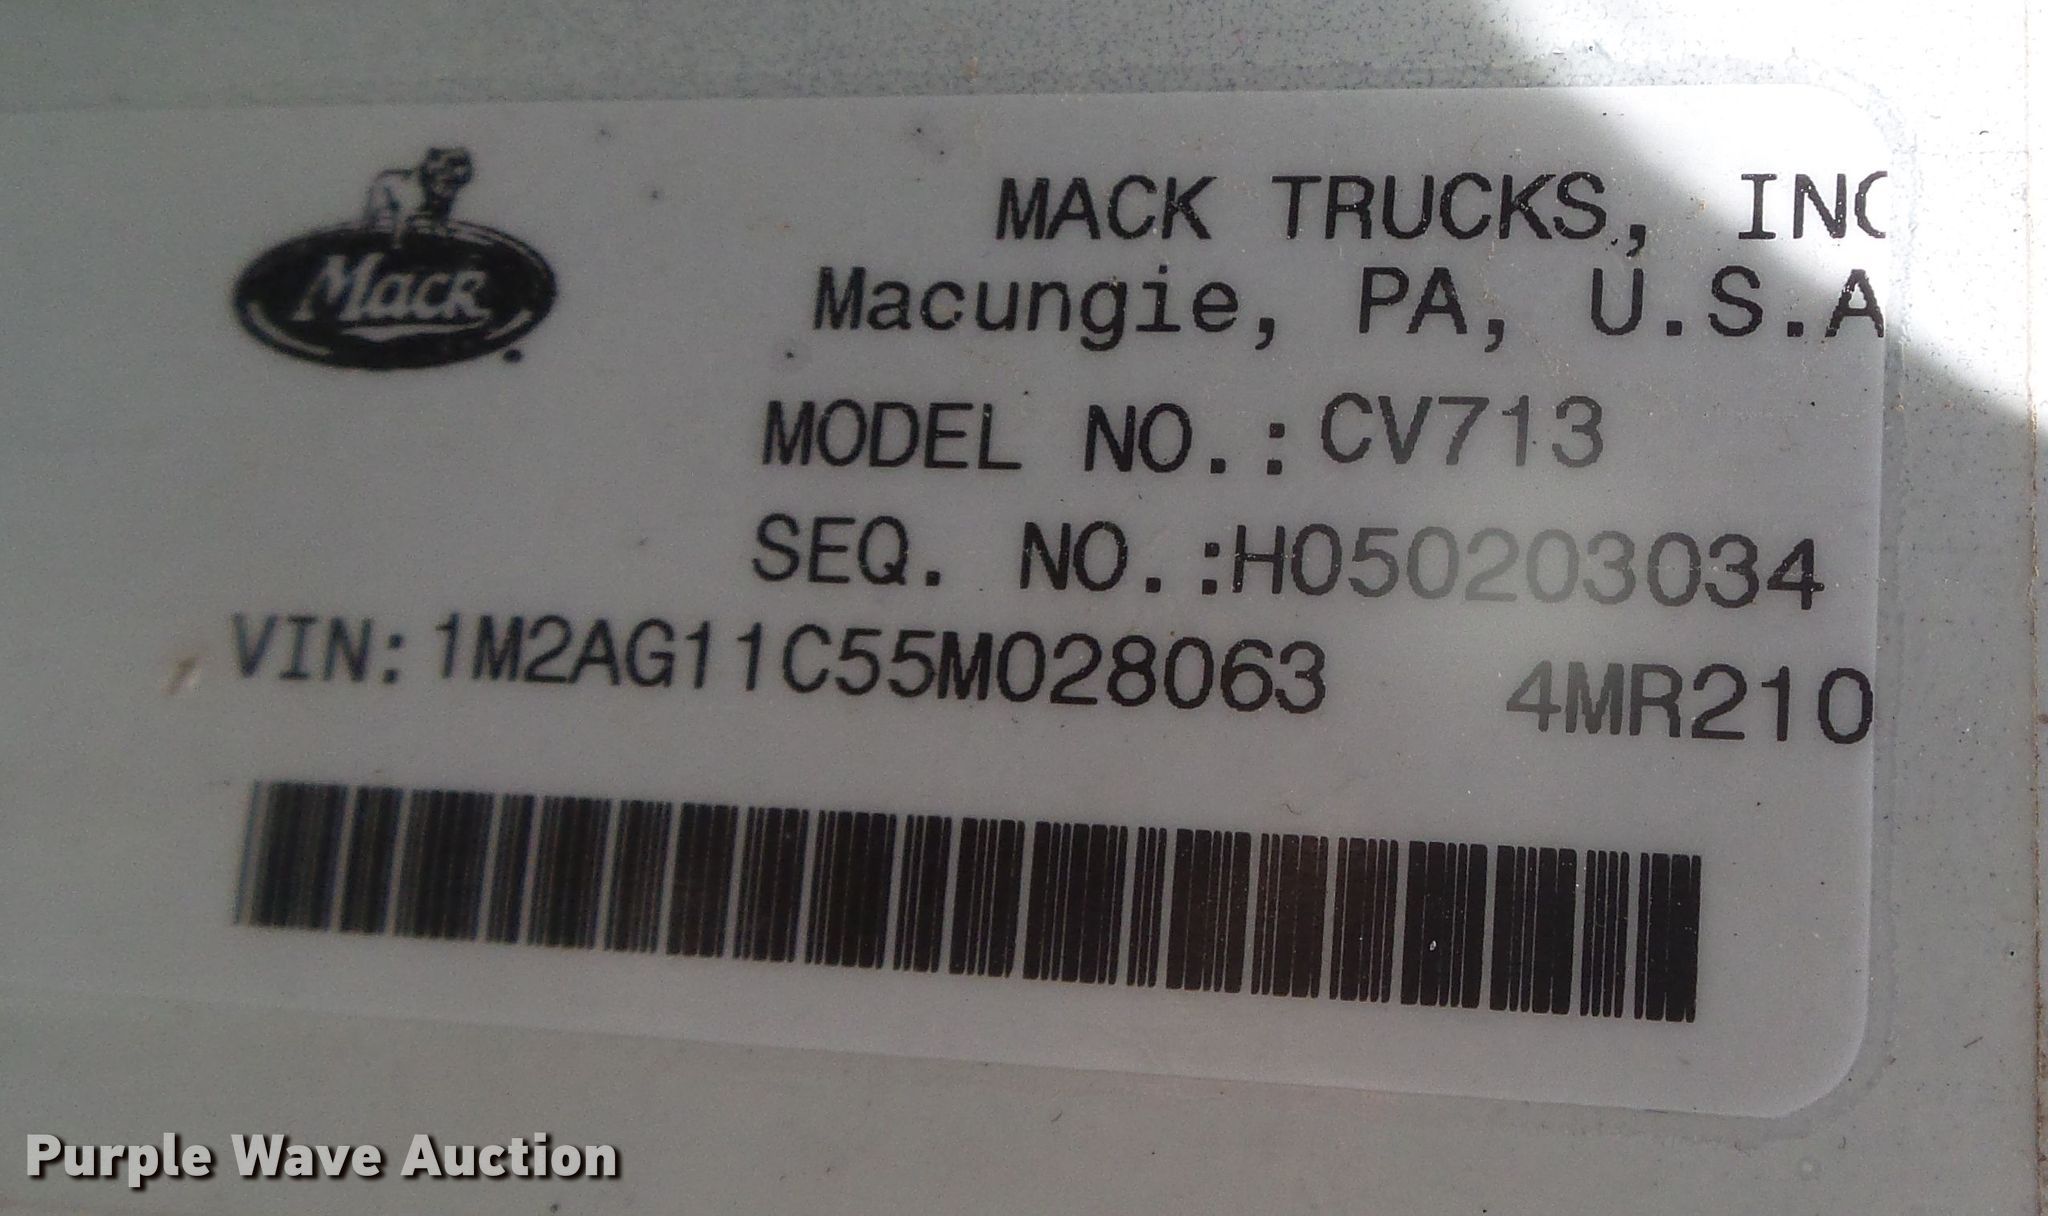 Mack
MACK TRUCKS, INC
Macungie, PA, U.S.A
MODEL NO.:CV713
SEQ. NO.:H050203034
VIN:1M2AG11C55M028063 4MR210
Purple Wave Auction